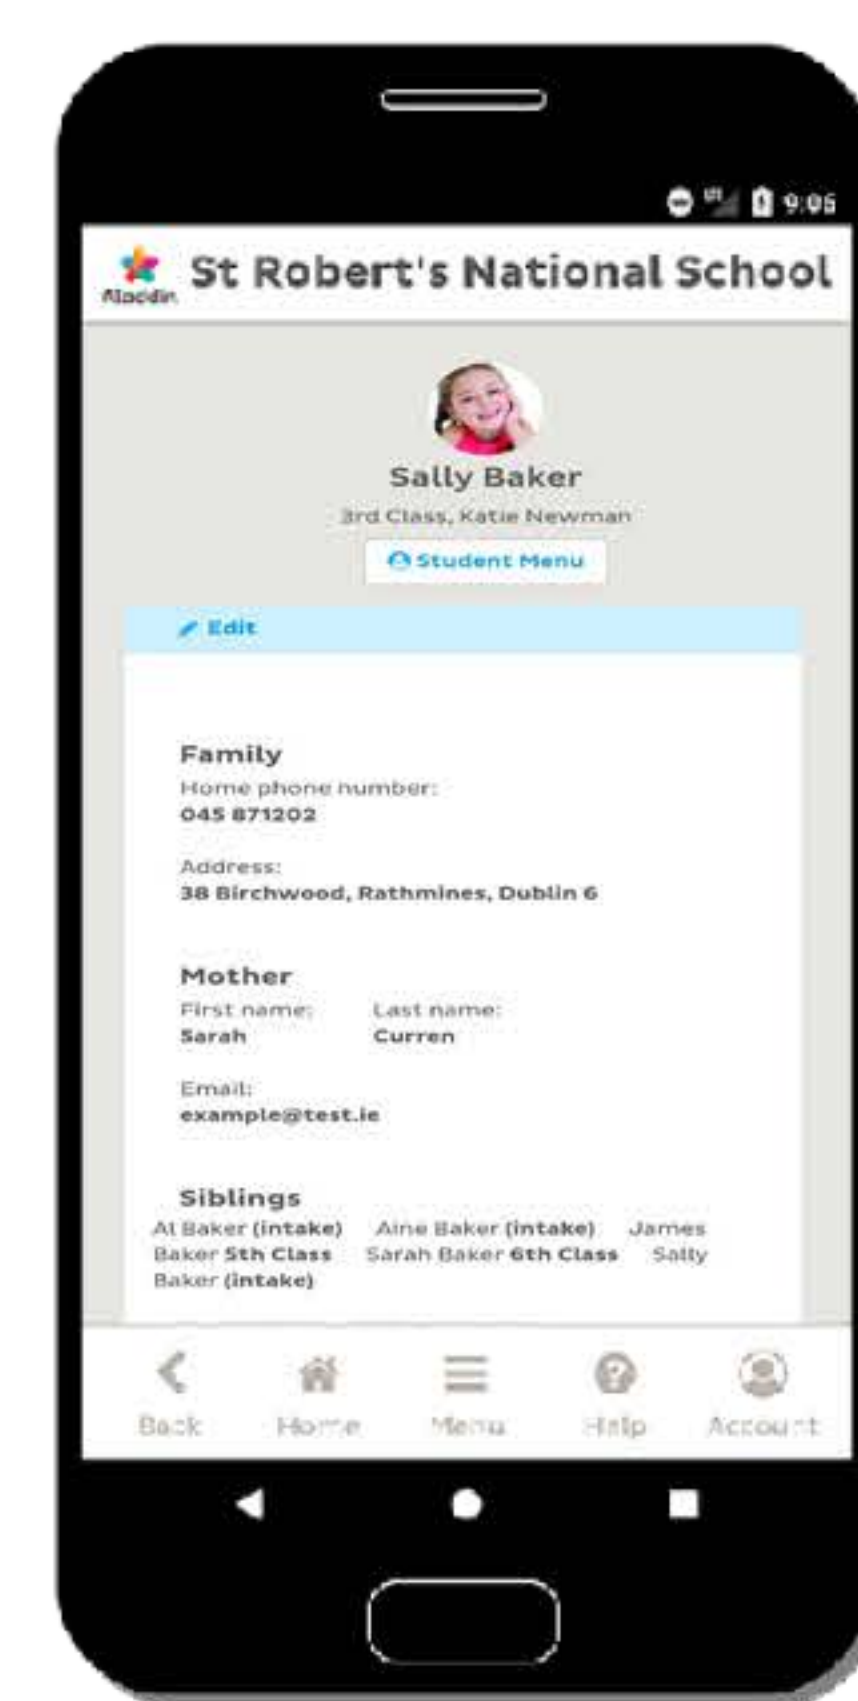 9:06
Aladdin
St Robert's National School
Sally Baker
3rd Class, Katie Newman
Student Menu
Edit
Family
Home phone number:
045 871202
Address:
38 Birchwood, Rathmines, Dublin 6
Mother
First name: Last name:
Sarah Curren
Email:
example@test.ie
Siblings
Al Baker (intake) Aine Baker (intake) James
Baker 5th Class Sarah Baker 6th Class Sally
Baker (intake)
Back Home Menu Help Account